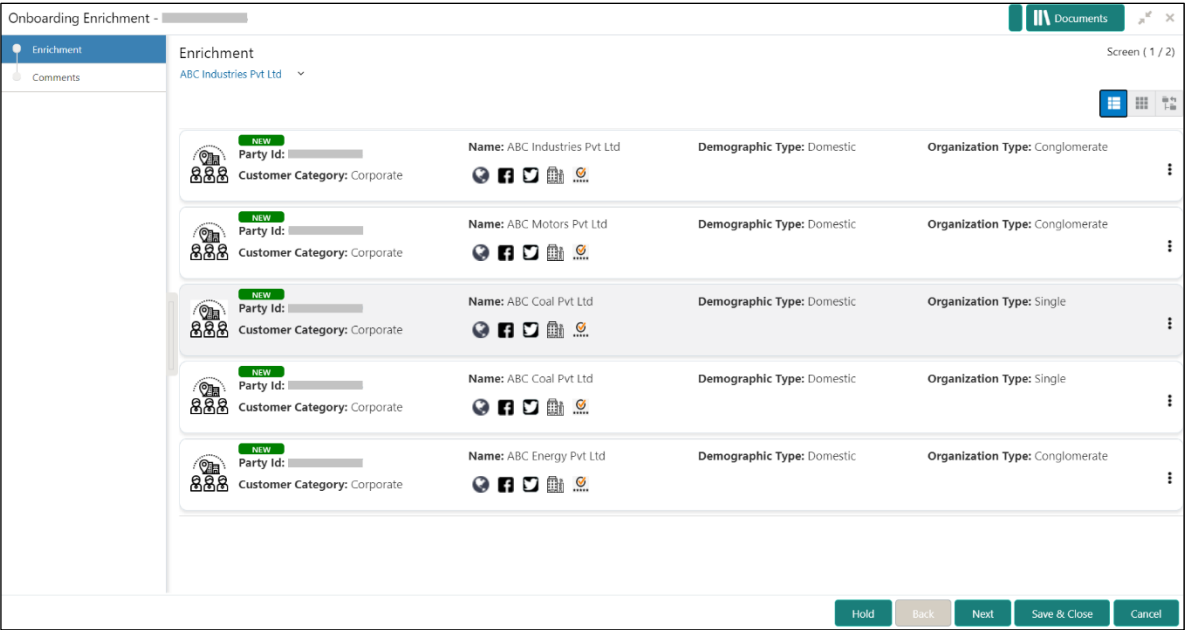 Onboarding Enrichment -
Documents
Enrichment
Comments
Enrichment
Screen ( 1 / 2)
ABC Industries Pvt Ltd
NEW
Party Id:
Name: ABC Industries Pvt Ltd
Demographic Type: Domestic
Organization Type: Conglomerate
Customer Category: Corporate
NEW
Party Id:
Name: ABC Motors Pvt Ltd
Demographic Type: Domestic
Organization Type: Conglomerate
Customer Category: Corporate
NEW
Party Id:
Name: ABC Coal Pvt Ltd
Demographic Type: Domestic
Organization Type: Single
Customer Category: Corporate
NEW
Party Id:
Name: ABC Coal Pvt Ltd
Demographic Type: Domestic
Organization Type: Single
Customer Category: Corporate
NEW
Party Id:
Name: ABC Energy Pvt Ltd
Demographic Type: Domestic
Organization Type: Conglomerate
Customer Category: Corporate
Hold
Back
Next
Save & Close
Cancel